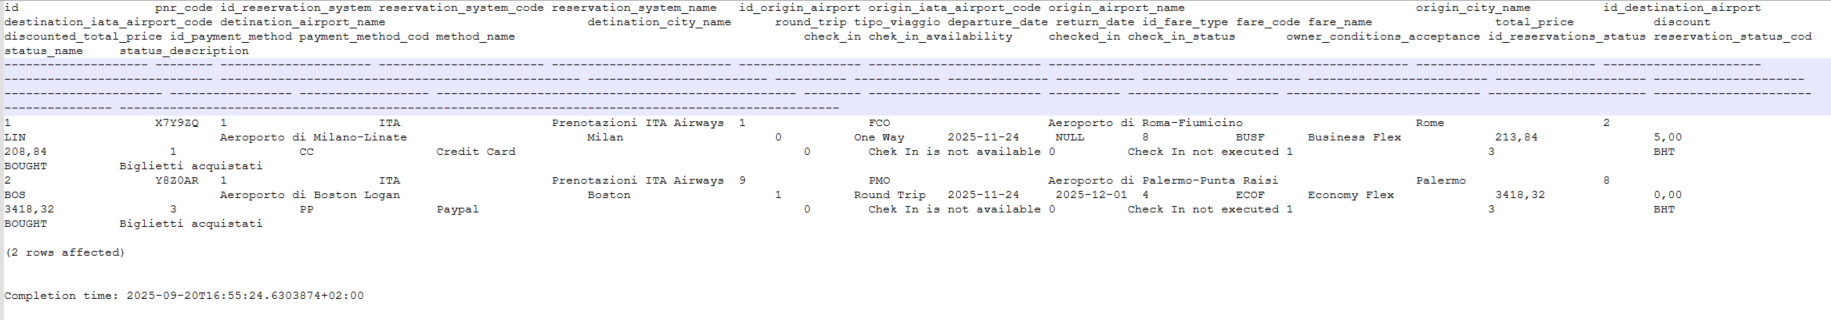 id pnr_code id_reservation_system reservation_system_code reservation_system_name id_origin_airport origin_iata_airport_code origin_airport_name origin_city_name id_destination_airport
destination_iata_airport_code detination_airport_name detination_city_name round_trip tipo_viaggio departure_date return_date id_fare_type fare_code fare_name total_price discount
discounted_total_price id_payment_method payment_method_cod method_name check_in chek_in_availability checked_in check_in_status owner_conditions_acceptance id_reservations_status reservation_status_cod
status_name status_description
1 X7Y9ZQ 1 ITA Prenotazioni ITA Airways 1 FCO Aeroporto di Roma-Fiumicino Rome 2
LIN Aeroporto di Milano-Linate Milan 0 One Way 2025-11-24 NULL 8 BUSF Business Flex 213,84 5,00
208,84 1 CC Credit Card 0 Chek In is not available 0 Check In not executed 1 3 BHT
BOUGHT Biglietti acquistati
2 Y8Z0AR 1 ITA Prenotazioni ITA Airways 9 PMO Aeroporto di Palermo-Punta Raisi Palermo 8
BOS Aeroporto di Boston Logan Boston 1 Round Trip 2025-11-24 2025-12-01 4 ECOF Economy Flex 3418,32 0,00
3418,32 3 PP Paypal 0 Chek In is not available 0 Check In not executed 1 3 BHT
BOUGHT Biglietti acquistati
(2 rows affected)
Completion time: 2025-09-20T16:55:24.6303874+02:00